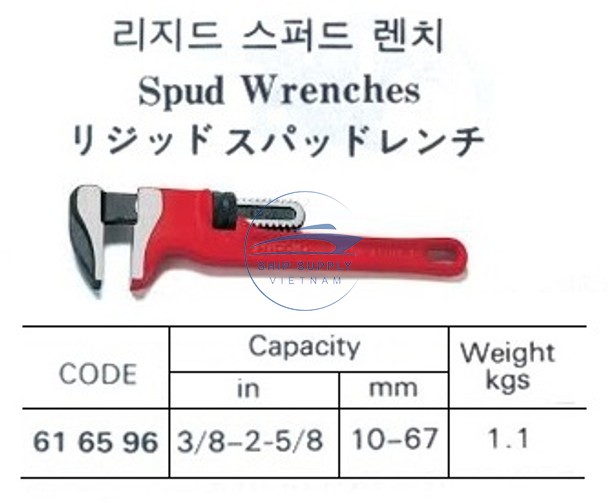 리지드 스퍼드 렌치
Spud Wrenches
リジッド スパッドレンチ
SHIP SUPPLY
VIETNAM
CODE
Capacity
Weight kgs
in
mm
61 65 96
3/8–2-5/8
10–67
1.1